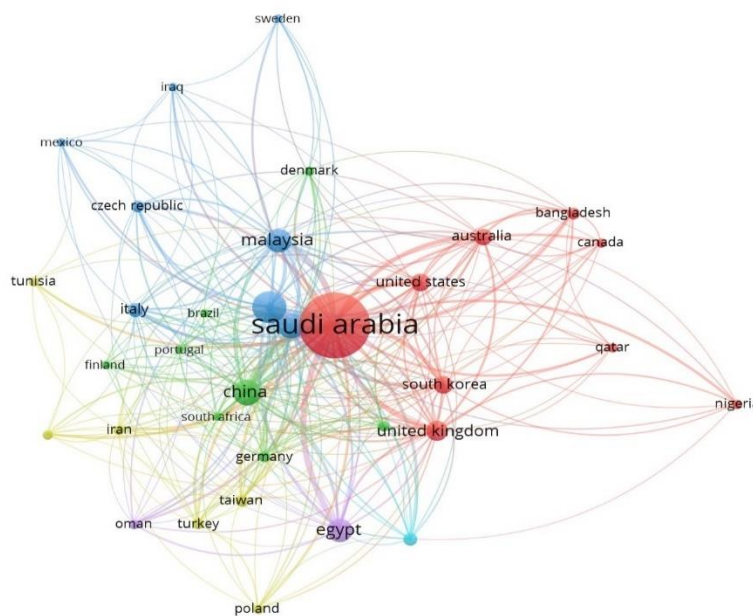 sweden
iraq
mexico
denmark
czech republic
bangladesh
australia
canada
malaysia
tunisia
united states
italy
brazil
saudi arabia
portugal
qatar
finland
south korea
china
nigeria
south africa
iran
united kingdom
germany
taiwan
oman
turkey
egypt
poland